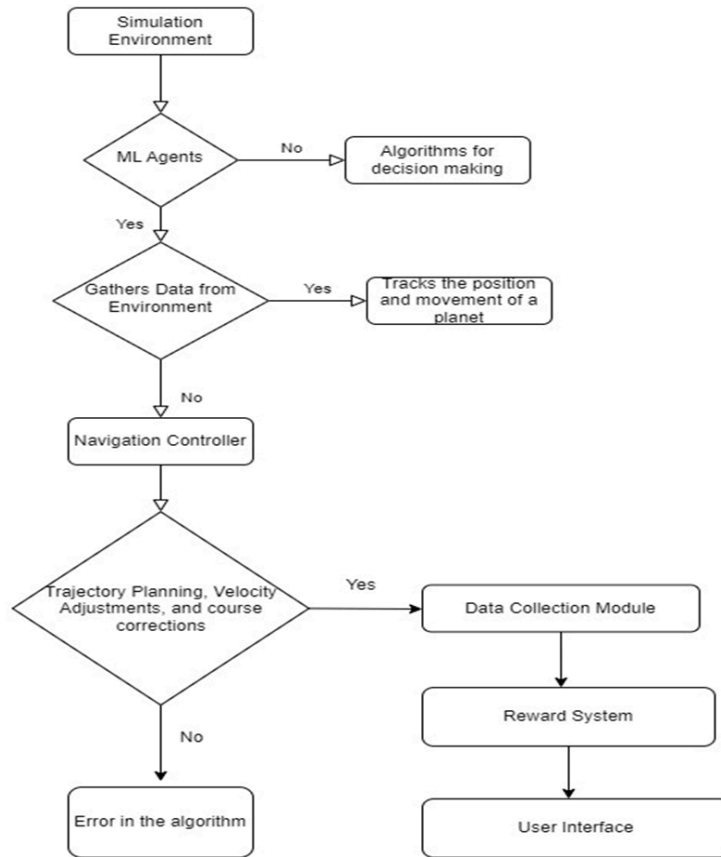 Simulation
Environment
ML Agents
No
Algorithms for
decision making
Yes
Gathers Data from
Environment
Yes
Tracks the position
and movement of a
planet
No
Navigation Controller
Trajectory Planning, Velocity
Adjustments, and course
corrections
Yes
Data Collection Module
Reward System
No
Error in the algorithm
User Interface